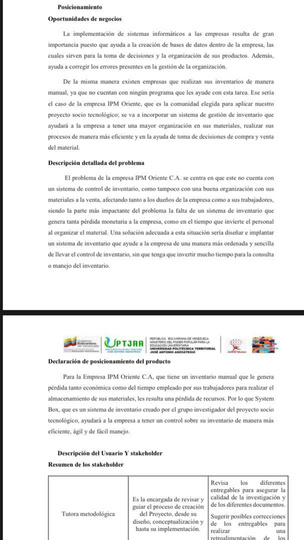 Posicionamiento
Oportunidades de negocios
La implementación de sistemas informáticos a las empresas resulta de gran
importancia puesto que ayuda a la creación de bases de datos dentro de la empresa, las
cuales sirven para la toma de decisiones y la organización de sus productos. Además,
ayuda a corregir los errores presentes en la gestión de la organización.
De la misma manera existen empresas que realizan sus inventarios de manera
manual, ya que no cuentan con ningún programa que les ayude con esta tarea. Ese sería
el caso de la empresa IPM Oriente, que es la comunidad elegida para aplicar nuestro
proyecto socio tecnológico; se va a incorporar un sistema de gestión de inventario que
ayudará a la empresa a tener una mayor organización en sus materiales, realizar sus
procesos de manera más eficiente y en la ayuda de toma de decisiones de compra y venta
del material.
Descripción detallada del problema
El problema de la empresa IPM Oriente C.A. se centra en que este no cuenta con
un sistema de control de inventario, como tampoco con una buena organización con sus
materiales a la venta, afectando tanto a los dueños de la empresa como a sus trabajadores,
siendo la parte más impactante del problema la falta de un sistema de inventario que
genera tanta pérdida monetaria a la empresa, como en el tiempo que invierte el personal
al organizar el material. Una solución adecuada a esta situación sería diseñar e implantar
un sistema de inventario que ayude a la empresa de una manera más ordenada y sencilla
de llevar el control de inventario, sin que tenga que invertir mucho tiempo para la consulta
o manejo del inventario.
UPTJAA
REPÚBLICA BOLIVARIANA DE VENEZUELA
MINISTERIO DEL PODER POPULAR PARA LA
EDUCACIÓN UNIVERSITARIA
UNIVERSIDAD POLITÉCNICA TERRITORIAL
JOSÉ ANTONIO ANZOÁTEGUI
Declaración de posicionamiento del producto
Para la Empresa IPM Oriente C.A, que tiene un inventario manual que le genera
pérdida tanto económica como del tiempo empleado por sus trabajadores para realizar el
almacenamiento de sus materiales, les resulta una pérdida de recursos. Por lo que System
Box, que es un sistema de inventario creado por el grupo investigador del proyecto socio
tecnológico, ayudará a la empresa a tener un control sobre su inventario de manera más
eficiente, ágil y de fácil manejo.
Descripción del Usuario Y stakeholder
Resumen de los stakeholder
Tutora metodológica
Es la encargada de revisar y
guiar el proceso de creación
del Proyecto, desde su
diseño, conceptualización y
hasta su implementación.
Revisa los diferentes
entregables para asegurar la
calidad de la investigación y
de los diferentes documentos.
Sugerir posibles correcciones
de los entregables para
realizar una
retroalimentación de los